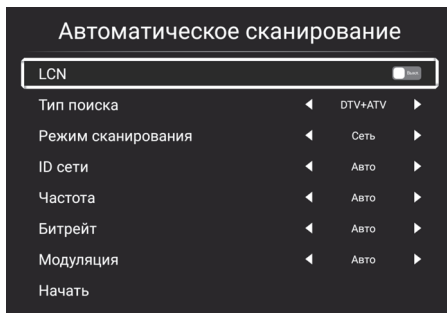 Автоматическое сканирование
LCN Выкл
Тип поиска DTV+ATV
Режим сканирования Сеть
ID сети Авто
Частота Авто
Битрейт Авто
Модуляция Авто
Начать